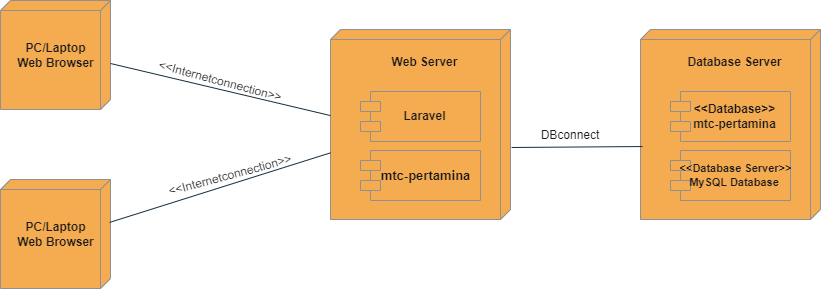 PC/Laptop
Web Browser
<<Internetconnection>>
Web Server
Laravel
mtc-pertamina
DBconnect
Database Server
<<Database>>
mtc-pertamina
<<Database Server>>
MySQL Database
<<Internetconnection>>
PC/Laptop
Web Browser